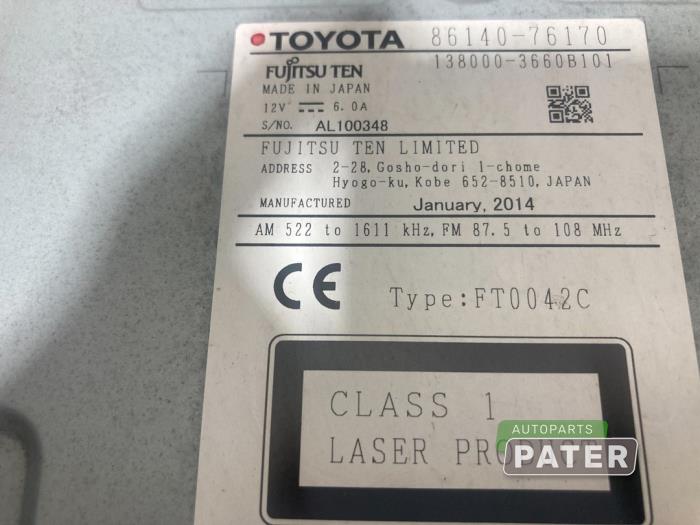 TOYOTA 86140-76170
138000-3660B101
FUJITSU TEN
MADE IN JAPAN
12V 6.0A
S/NO. AL100348
FUJITSU TEN LIMITED
ADDRESS 2-28, Gosho-dori 1-chome
Hyogo-ku, Kobe 652-8510, JAPAN
MANUFACTURED January, 2014
AM 522 to 1611 kHz, FM 87.5 to 108 MHz
CE Type:FT0042C
CLASS 1
LASER PRODUCT
AUTOPARTS
PATER